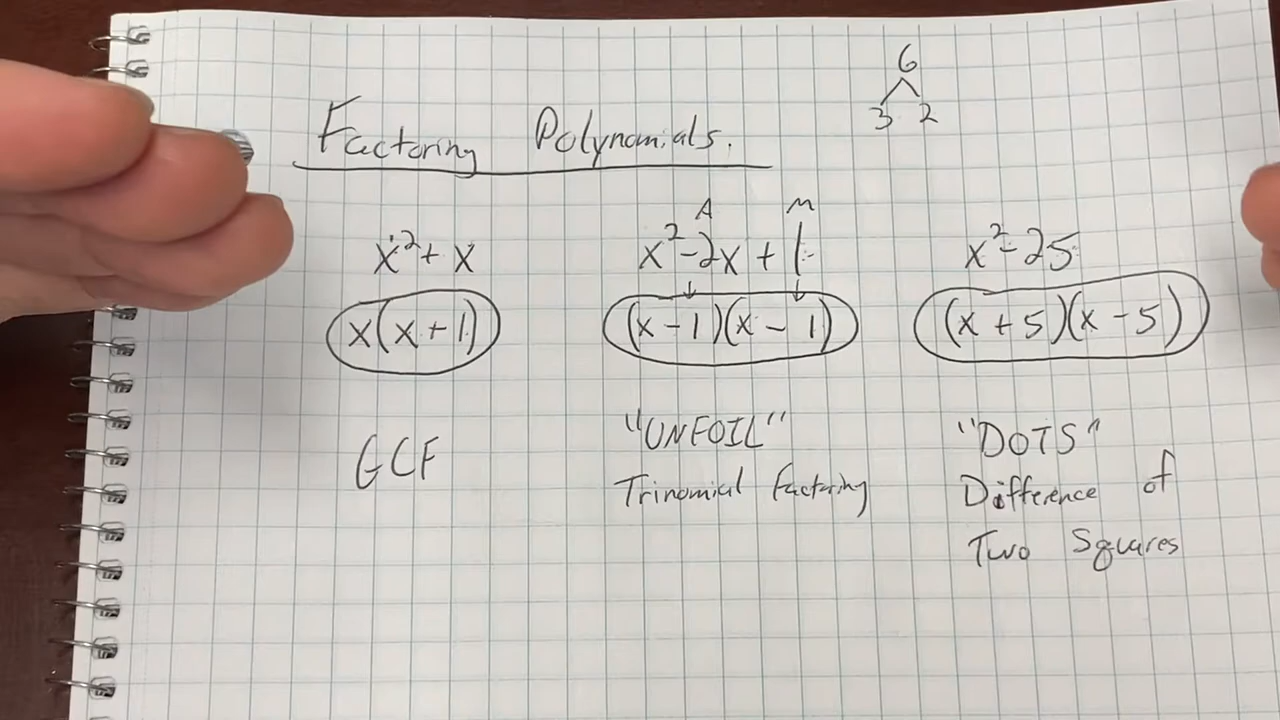 6
3 2
Factoring Polynomials.
x²+ x
x(x+1)
GCF
A M
x²-2x + 1
(x-1)(x- 1)
"UNFOIL"
Trinomial Factoring
x²-25
(x +5)(x-5)
"DOTS"
Difference of
Two Squares